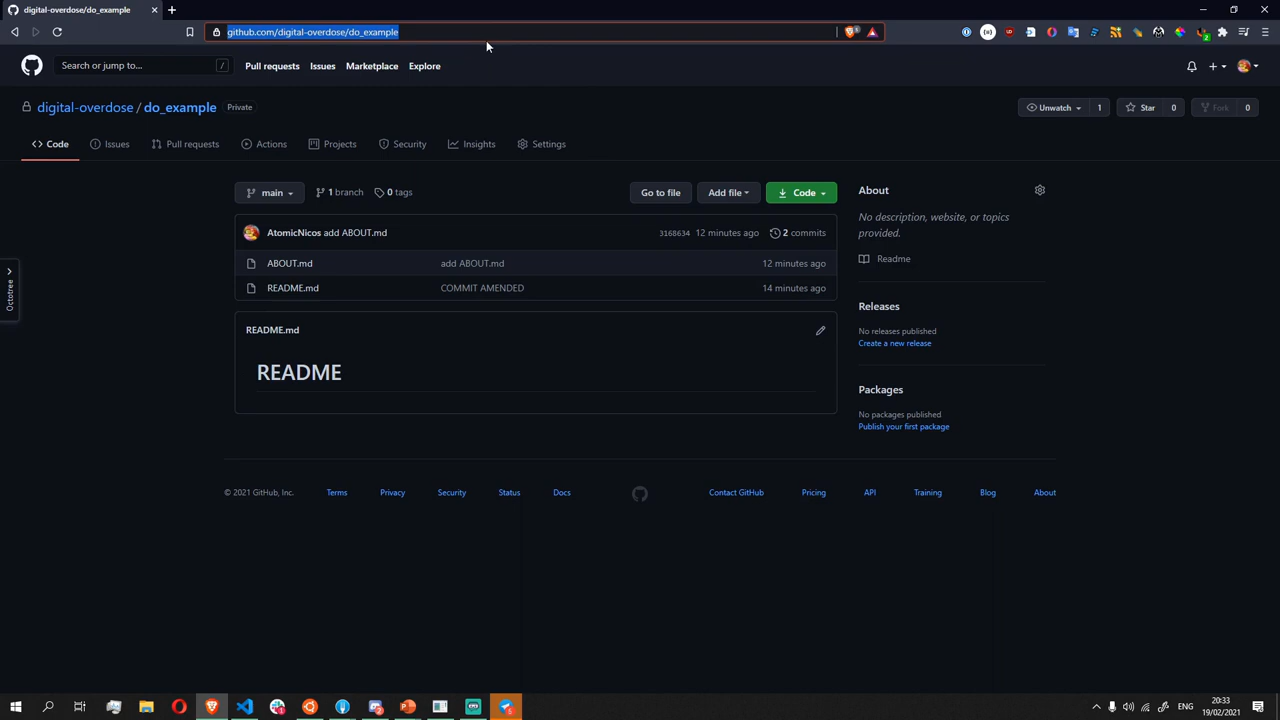 digital-overdose/do_example
github.com/digital-overdose/do_example
Search or jump to... /
Pull requests Issues Marketplace Explore
digital-overdose / do_example Private
Unwatch 1 Star 0 Fork 0
Code Issues Pull requests Actions Projects Security Insights Settings
main 1 branch 0 tags Go to file Add file Code
AtomicNicos add ABOUT.md 3168634 12 minutes ago 2 commits
ABOUT.md add ABOUT.md 12 minutes ago
README.md COMMIT AMENDED 14 minutes ago
README.md
README
About
No description, website, or topics
provided.
Readme
Releases
No releases published
Create a new release
Packages
No packages published
Publish your first package
Octotree
© 2021 GitHub, Inc. Terms Privacy Security Status Docs Contact GitHub Pricing API Training Blog About
ENG
20:33
19/02/2021